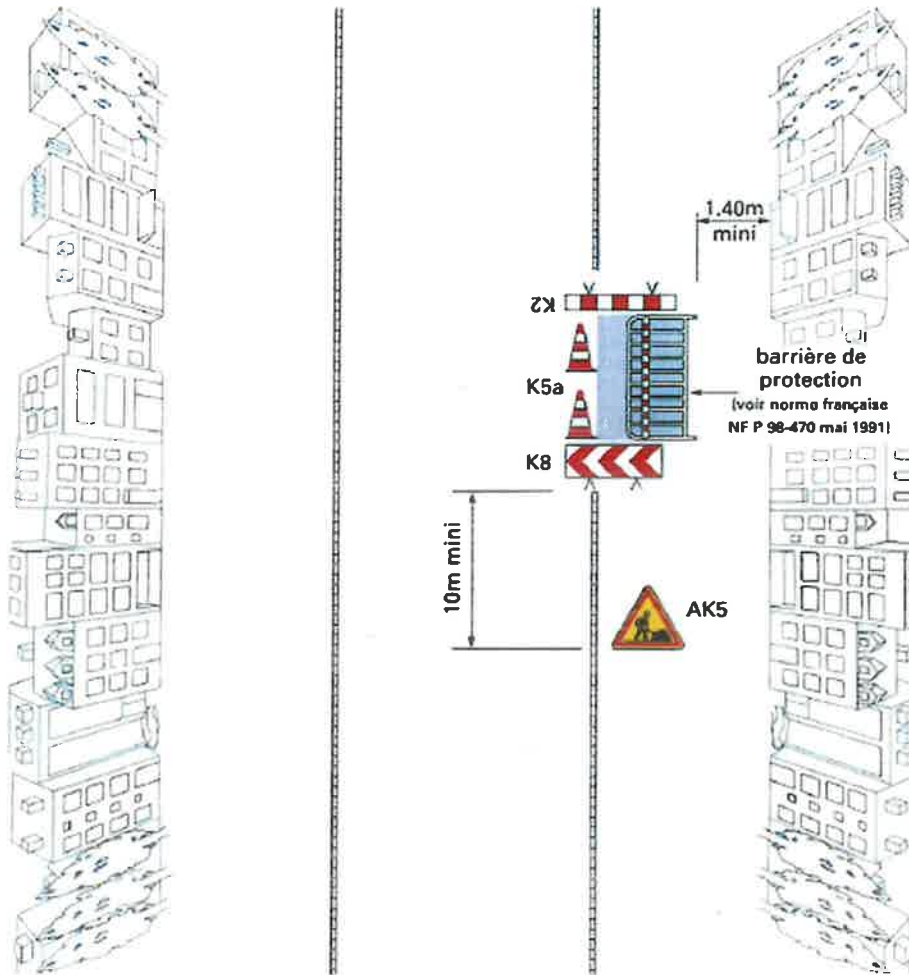 1.40m
mini
K2
K5a
barrière de
protection
(voir norme française
NF P 98-470 mai 1991)
K8
10m mini
AK5